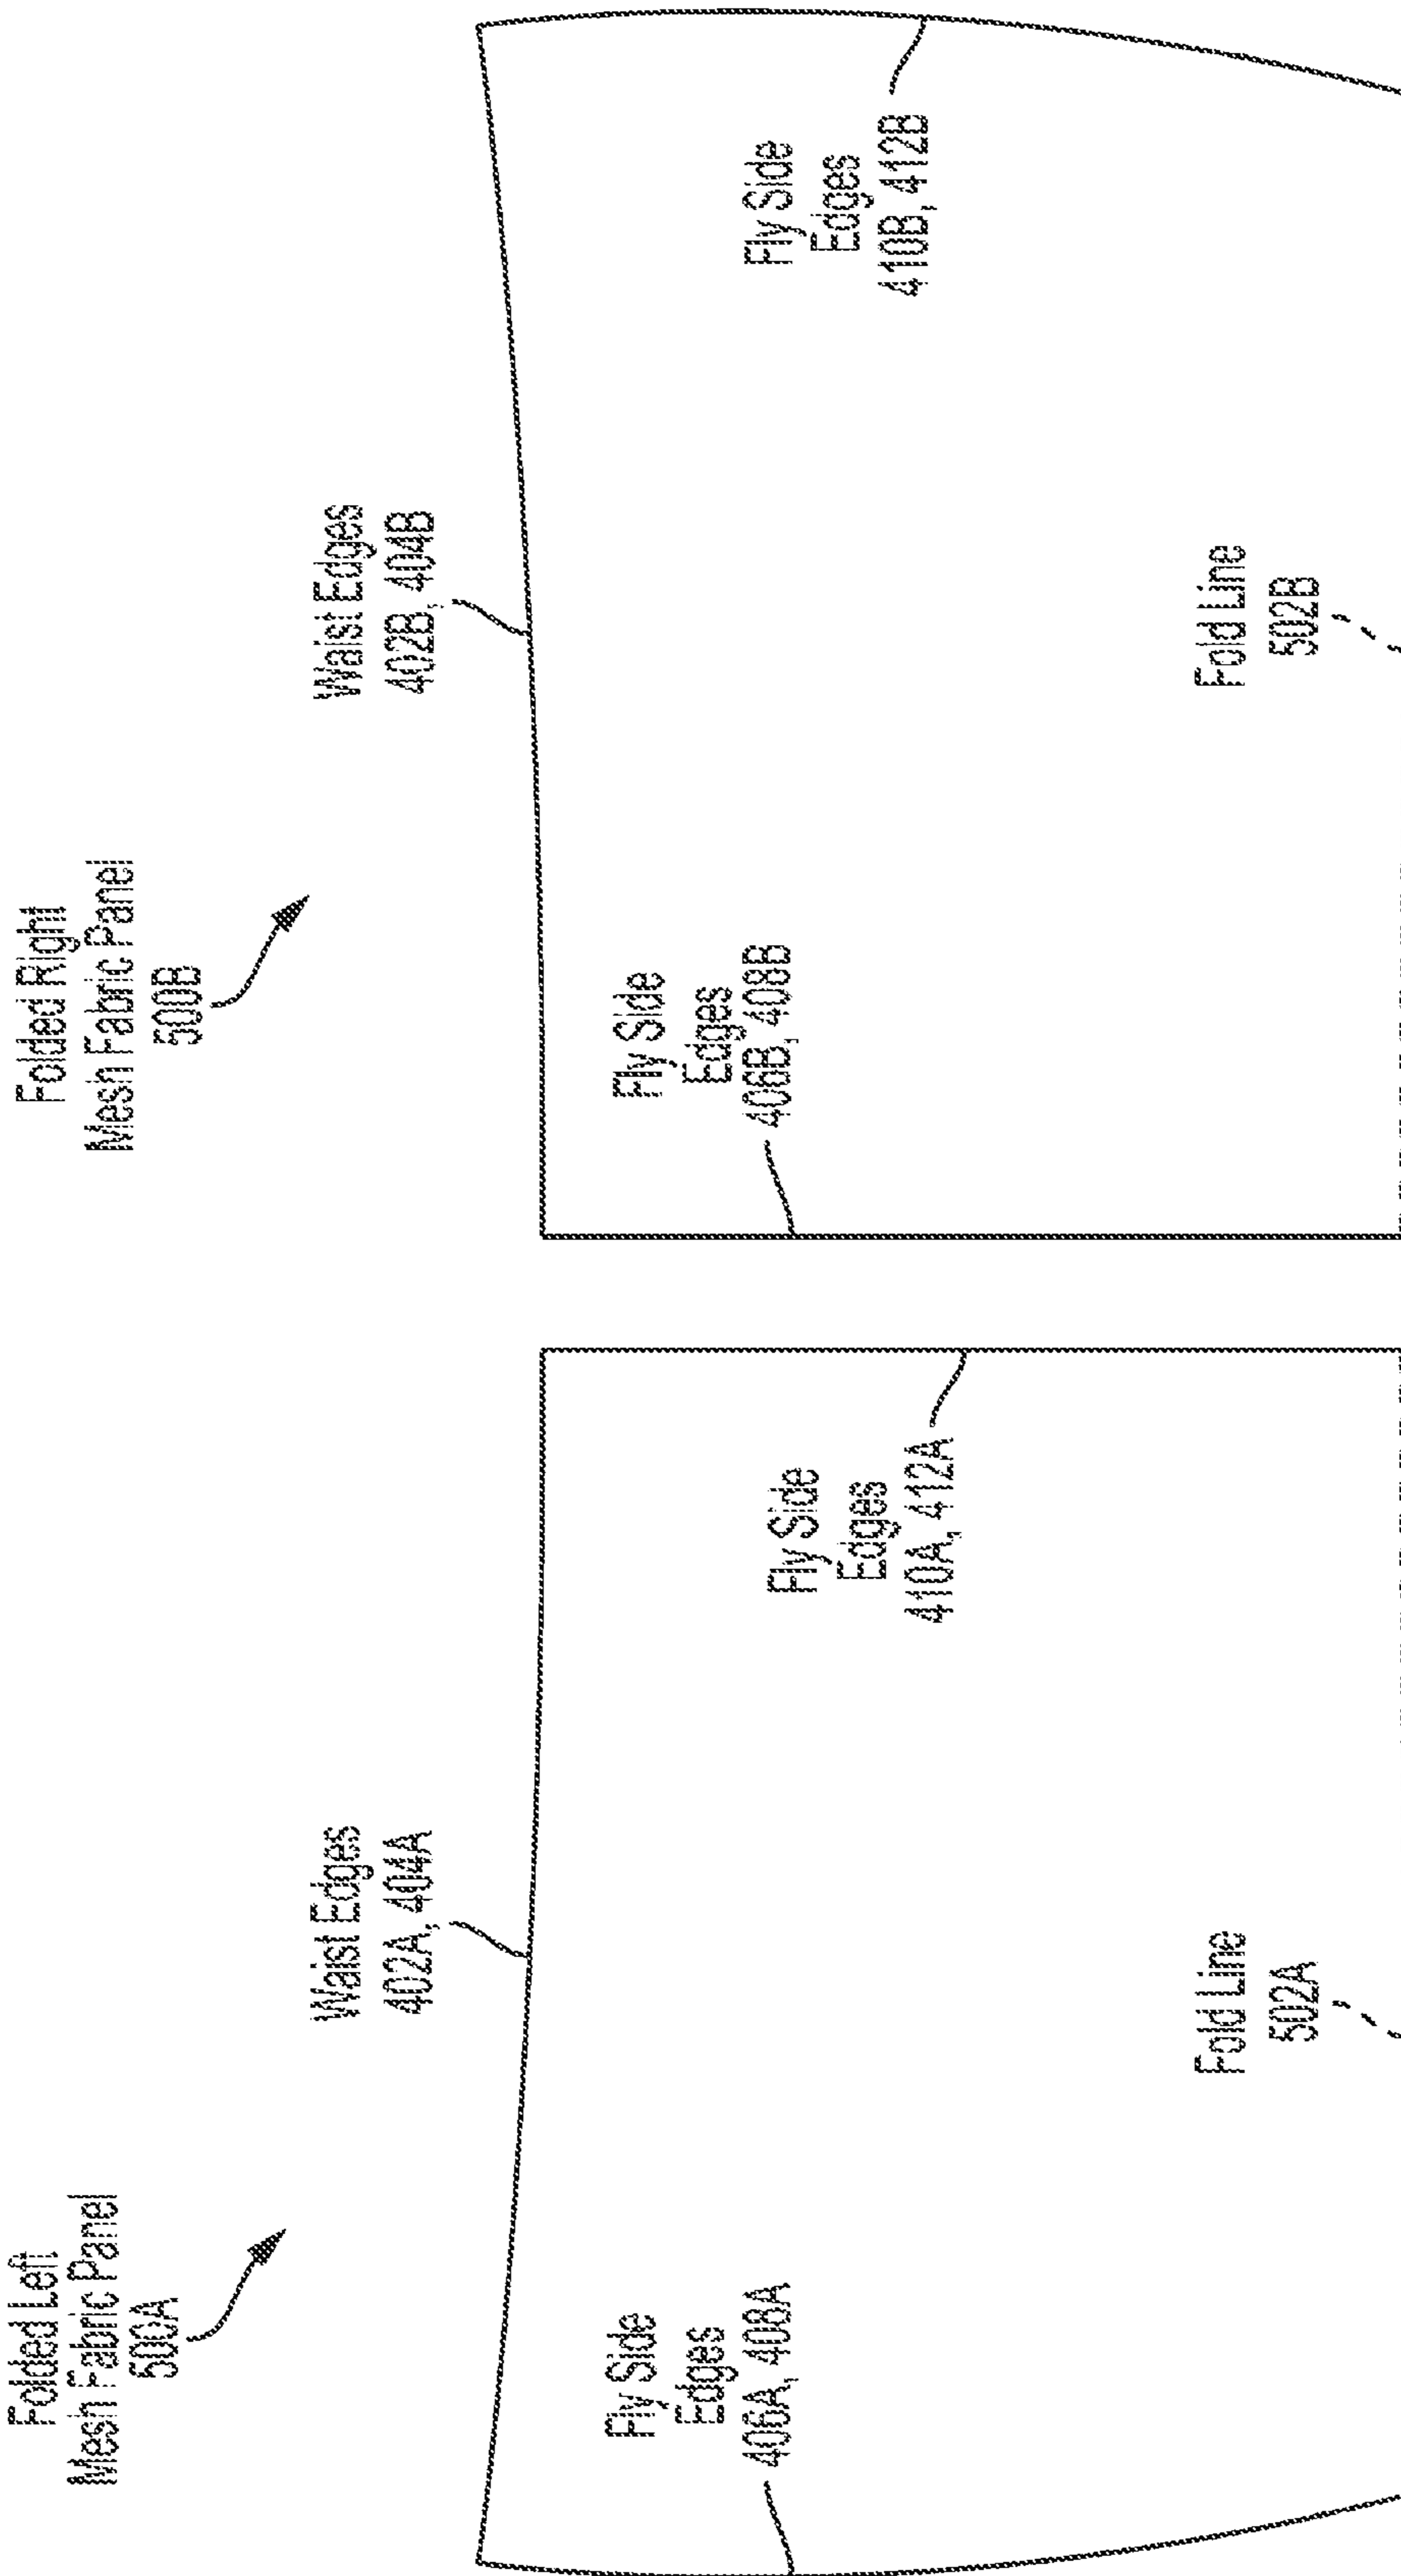 Folded Left
Mesh Fabric Panel
500A
Waist Edges
402A, 404A
Fly Side
Edges
406A, 408A
Fly Side
Edges
410A, 412A
Fold Line
502A
Folded Right
Mesh Fabric Panel
500B
Waist Edges
402B, 404B
Fly Side
Edges
406B, 408B
Fly Side
Edges
410B, 412B
Fold Line
502B